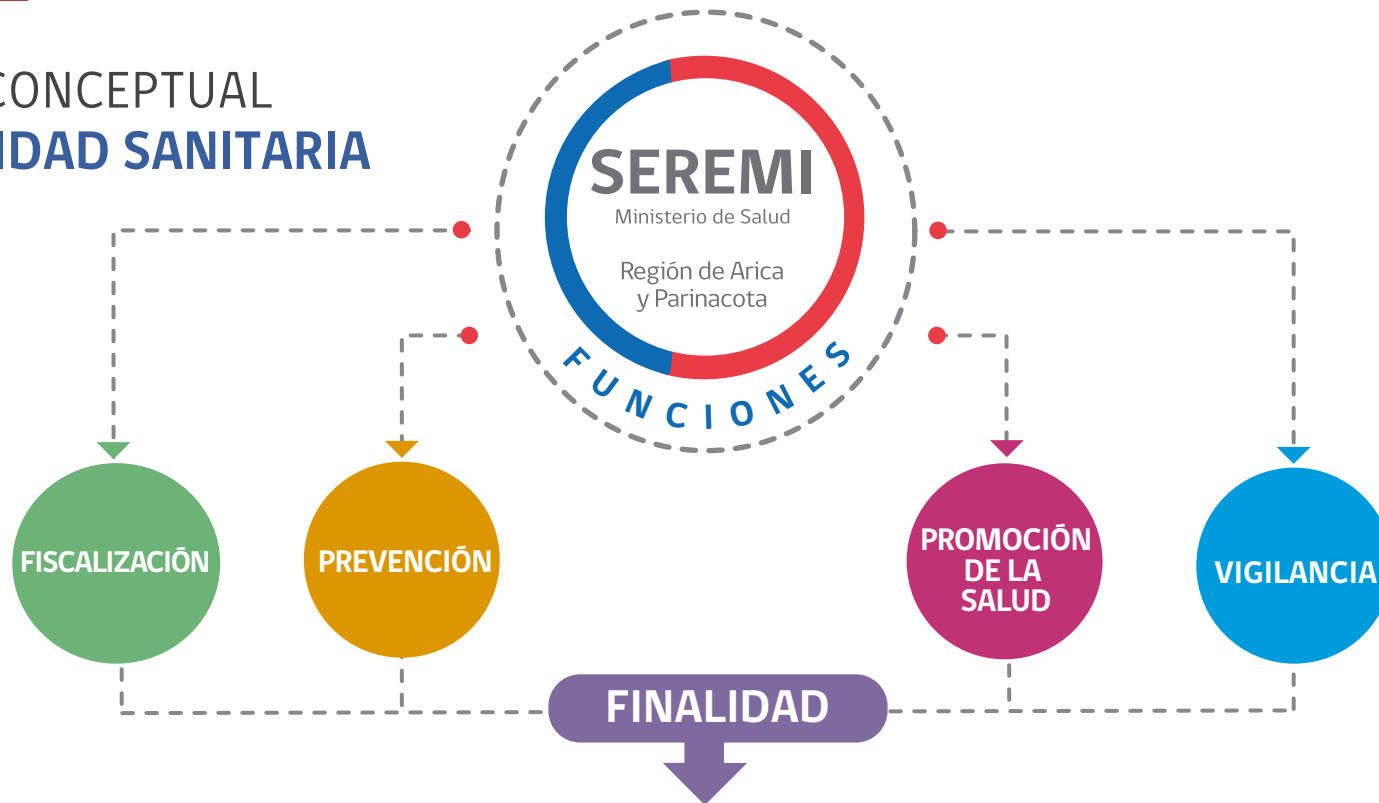 CONCEPTUAL
IDAD SANITARIA
SEREMI
Ministerio de Salud
Región de Arica
y Parinacota
FUNCIONES
FISCALIZACIÓN
PREVENCIÓN
PROMOCIÓN
DE LA
SALUD
VIGILANCIA
FINALIDAD